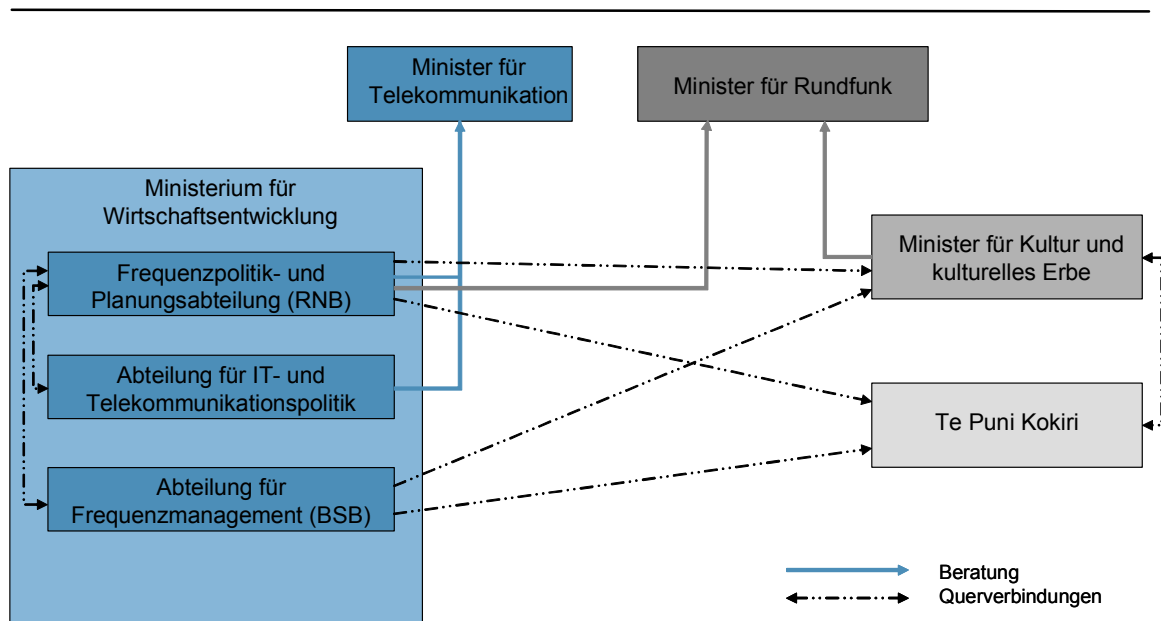 Minister für
Telekommunikation
Minister für Rundfunk
Ministerium für
Wirtschaftsentwicklung
Frequenzpolitik- und
Planungsabteilung (RNB)
Minister für Kultur und
kulturelles Erbe
Abteilung für IT- und
Telekommunikationspolitik
Te Puni Kokiri
Abteilung für
Frequenzmanagement (BSB)
Beratung
Querverbindungen